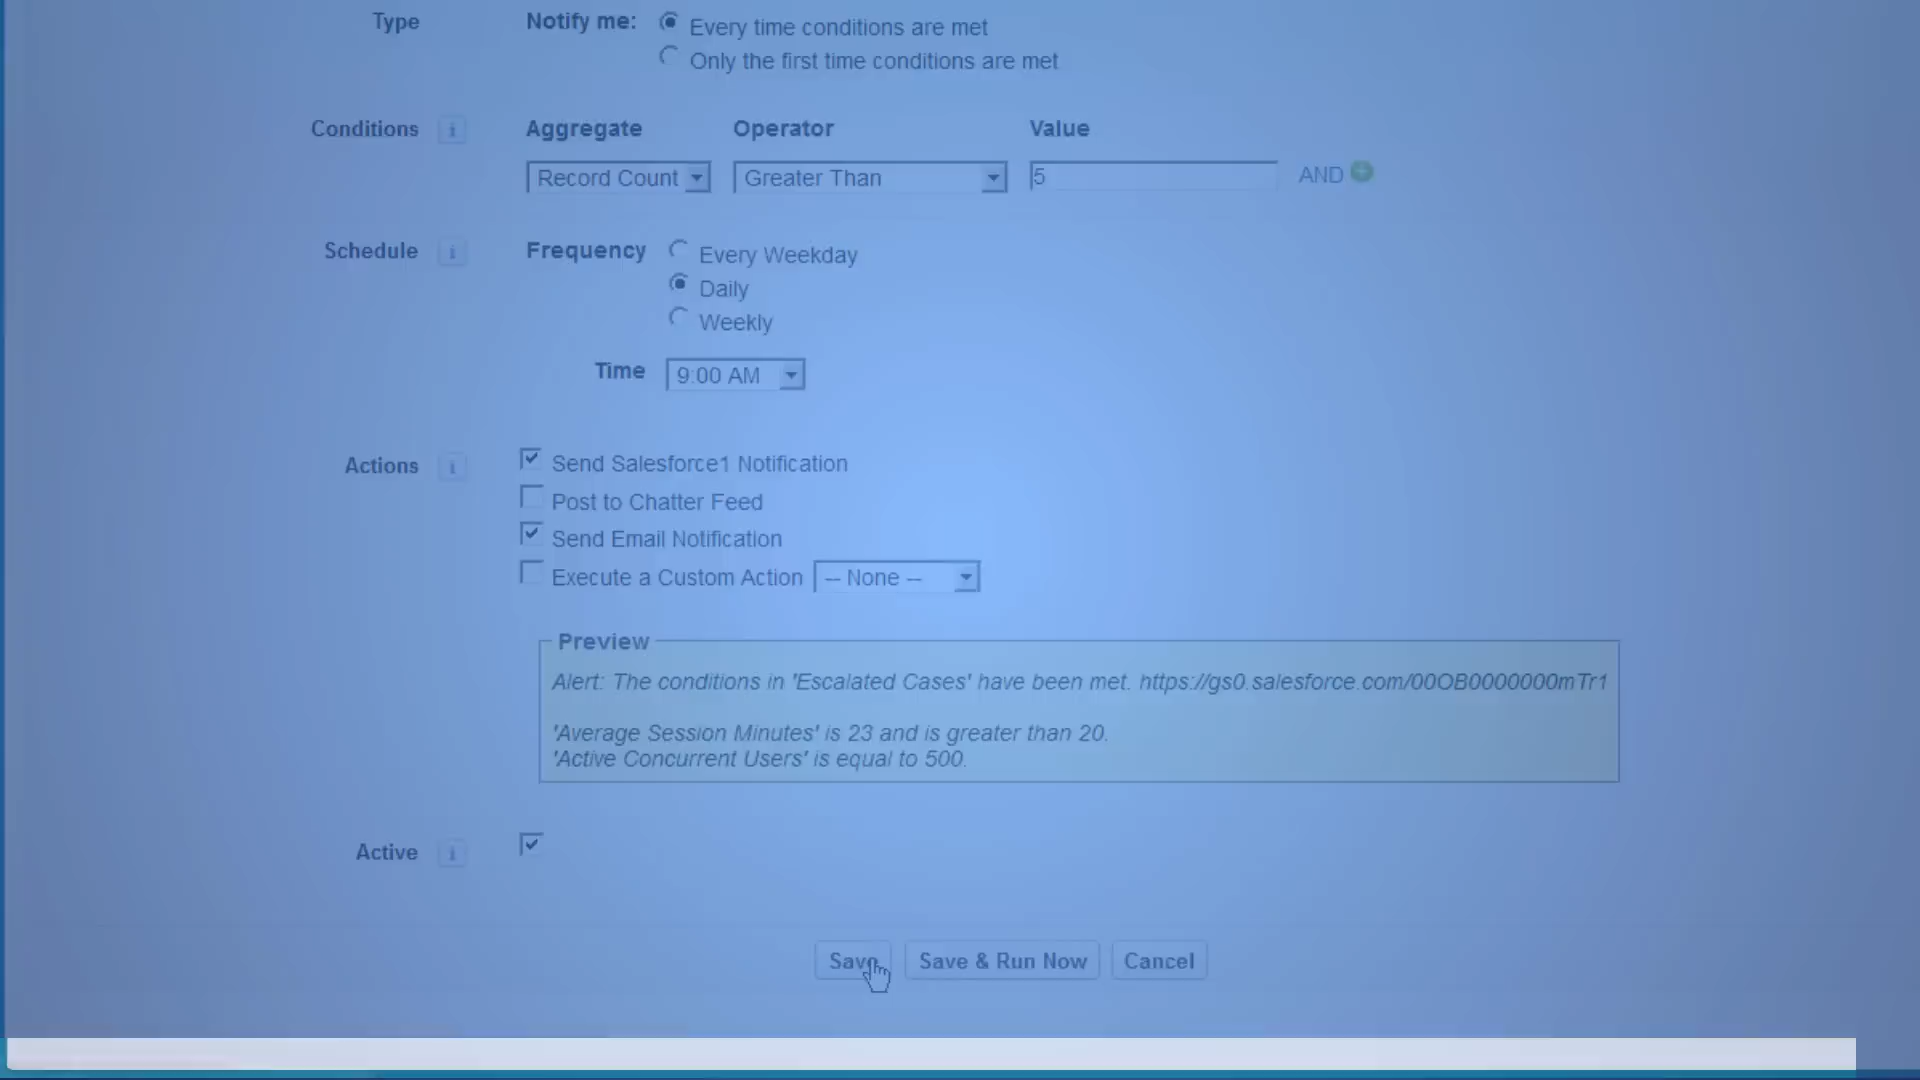 Type Notify me: Every time conditions are met
Only the first time conditions are met
Conditions i Aggregate Operator Value
Record Count Greater Than 5 AND
Schedule i Frequency Every Weekday
Daily
Weekly
Time 9:00 AM
Actions i Send Salesforce1 Notification
Post to Chatter Feed
Send Email Notification
Execute a Custom Action -- None --
Preview
Alert: The conditions in 'Escalated Cases' have been met. https://gs0.salesforce.com/00OB0000000mTr1
'Average Session Minutes' is 23 and is greater than 20.
'Active Concurrent Users' is equal to 500.
Active i
Save Save & Run Now Cancel